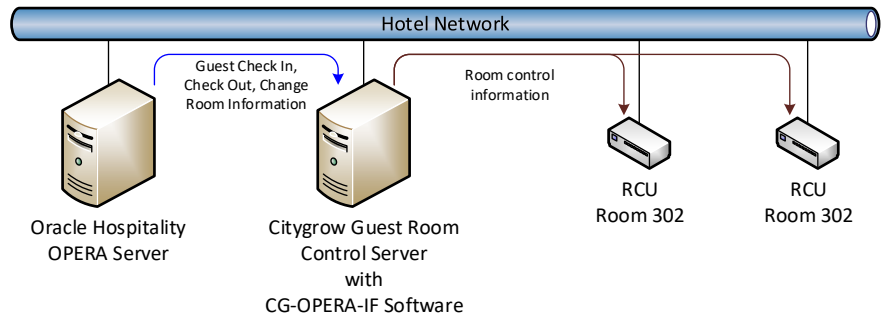 Hotel Network
Guest Check In,
Check Out, Change
Room Information
Room control
information
Oracle Hospitality
OPERA Server
Citygrow Guest Room
Control Server
with
CG-OPERA-IF Software
RCU
Room 302
RCU
Room 302